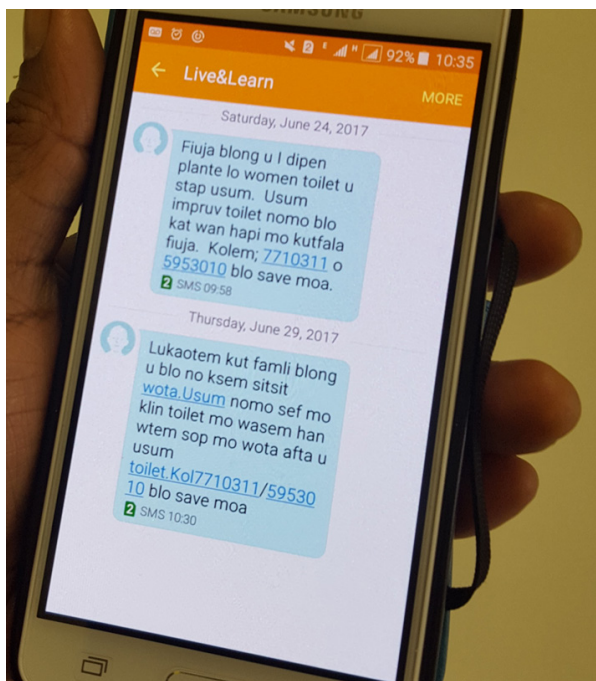 SAMSUNG
92% 10:35
Live&Learn
MORE
Saturday, June 24, 2017
Fiuja blong u I dipen
plante lo women toilet u
stap usum. Usum
impruv toilet nomo blo
kat wan hapi mo kutfala
fiuja. Kolem; 7710311 o
5953010 blo save moa.
2 SMS 09:58
Thursday, June 29, 2017
Lukaotem kut famli blong
u blo no ksem sitsit
wota.Usum nomo sef mo
klin toilet mo wasem han
wtem sop mo wota afta u
usum
toilet.Kol7710311/59530
10 blo save moa
2 SMS 10:30